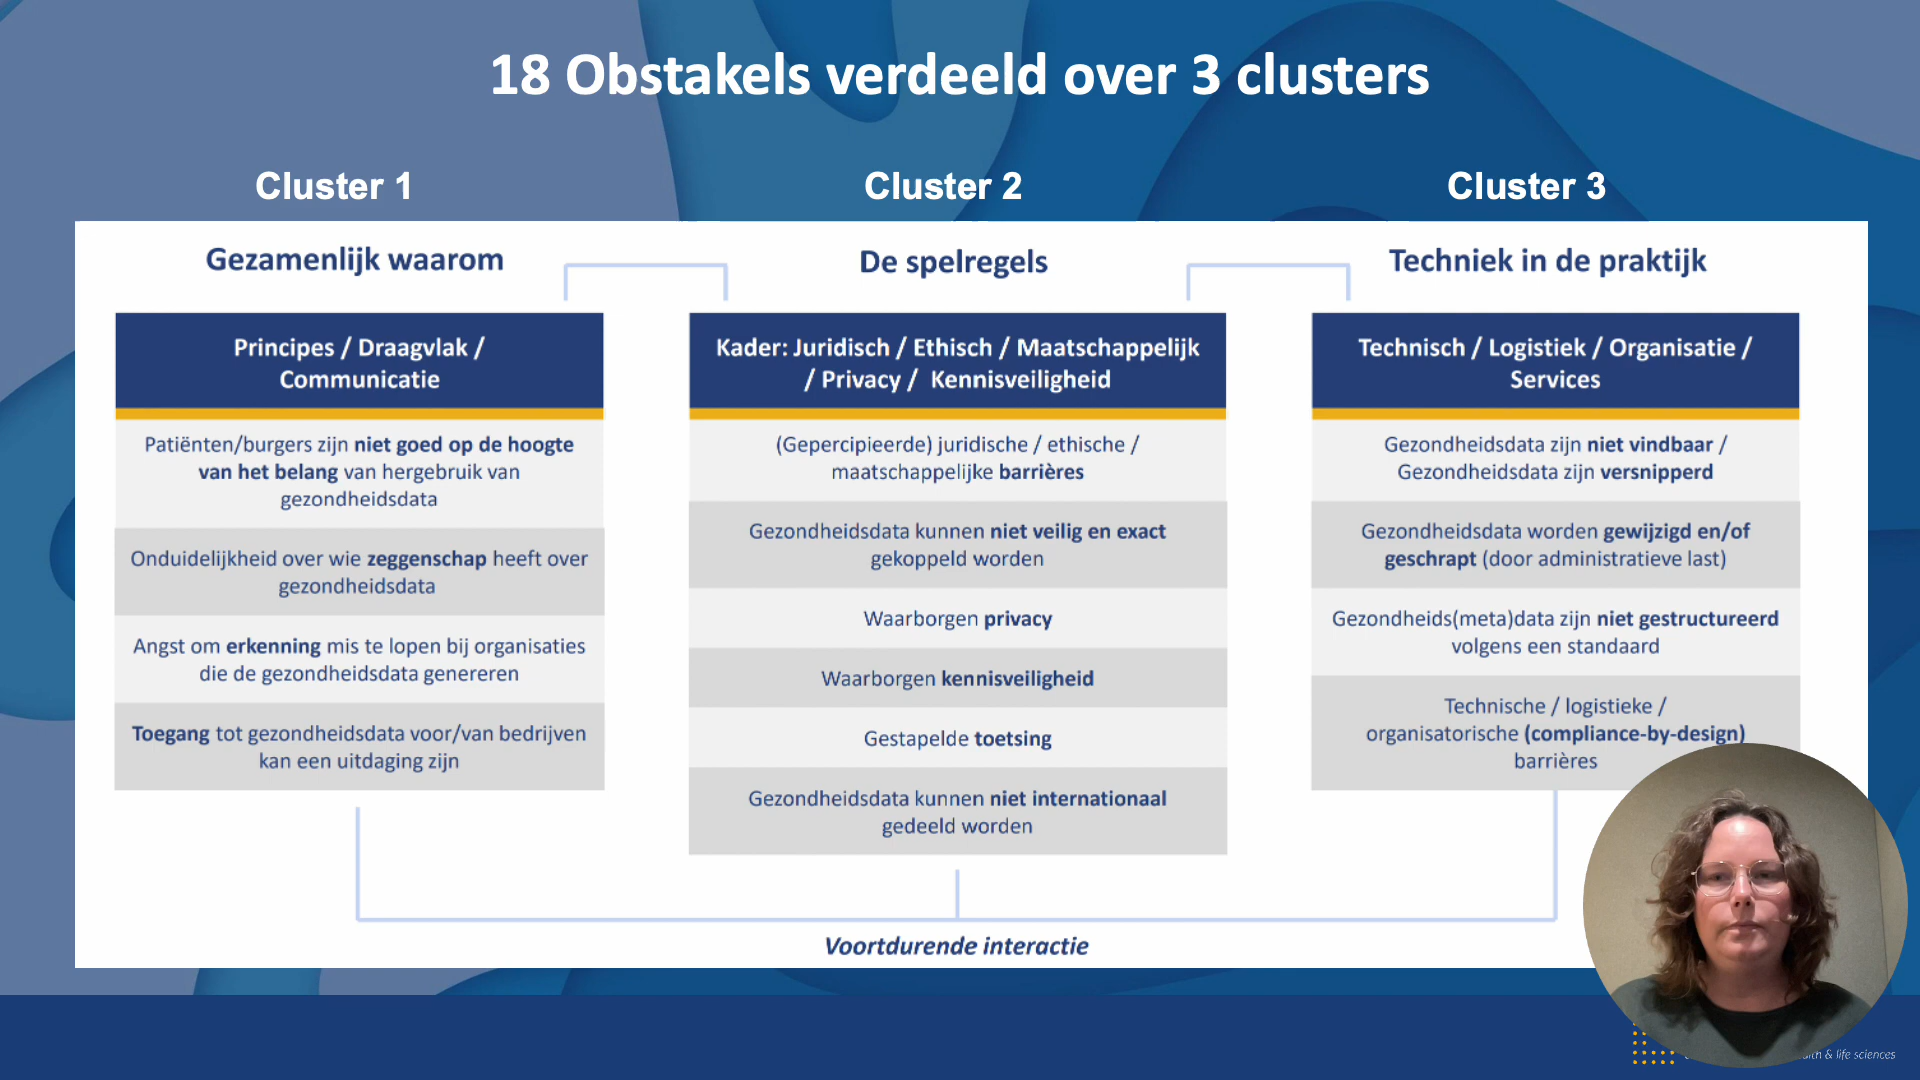 18 Obstakels verdeeld over 3 clusters
Cluster 1
Gezamenlijk waarom
Principes / Draagvlak /
Communicatie
Patiënten/burgers zijn niet goed op de hoogte
van het belang van hergebruik van
gezondheidsdata
Onduidelijkheid over wie zeggenschap heeft over
gezondheidsdata
Angst om erkenning mis te lopen bij organisaties
die de gezondheidsdata genereren
Toegang tot gezondheidsdata voor/van bedrijven
kan een uitdaging zijn
Cluster 2
De spelregels
Kader: Juridisch / Ethisch / Maatschappelijk
/ Privacy / Kennisveiligheid
(Gepercipieerde) juridische / ethische /
maatschappelijke barrières
Gezondheidsdata kunnen niet veilig en exact
gekoppeld worden
Waarborgen privacy
Waarborgen kennisveiligheid
Gestapelde toetsing
Gezondheidsdata kunnen niet internationaal
gedeeld worden
Cluster 3
Techniek in de praktijk
Technisch / Logistiek / Organisatie /
Services
Gezondheidsdata zijn niet vindbaar /
Gezondheidsdata zijn versnipperd
Gezondheidsdata worden gewijzigd en/of
geschrapt (door administratieve last)
Gezondheids(meta)data zijn niet gestructureerd
volgens een standaard
Technische / logistieke /
organisatorische (compliance-by-design)
barrières
Voortdurende interactie
& life sciences